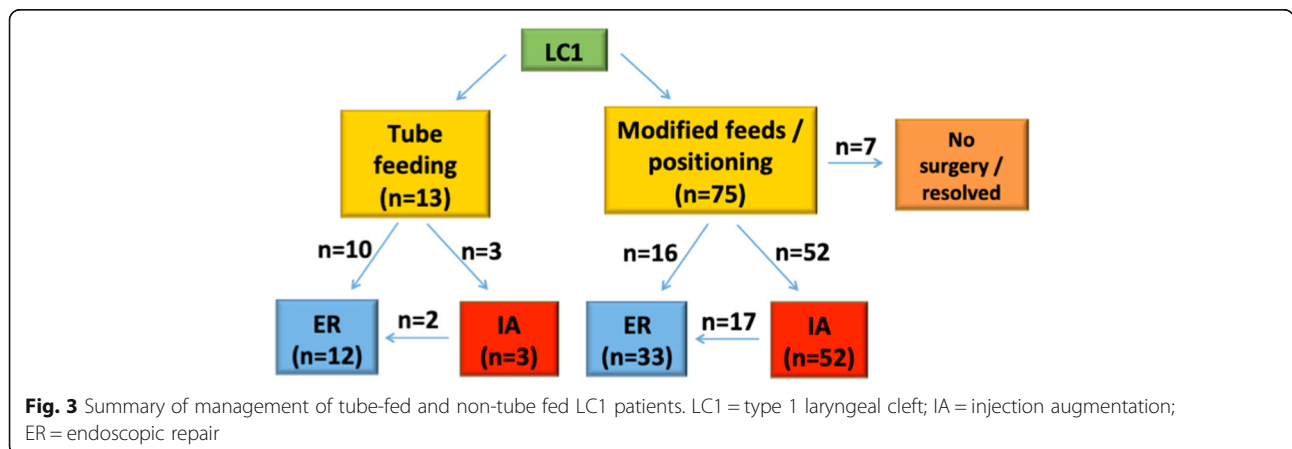 LC1
Tube
feeding
(n=13)
Modified feeds /
positioning
(n=75)
n=7
No
surgery /
resolved
n=10
n=3
n=16
n=52
ER
(n=12)
n=2
IA
(n=3)
ER
(n=33)
n=17
IA
(n=52)
Fig. 3 Summary of management of tube-fed and non-tube fed LC1 patients. LC1 = type 1 laryngeal cleft; IA = injection augmentation;
ER = endoscopic repair